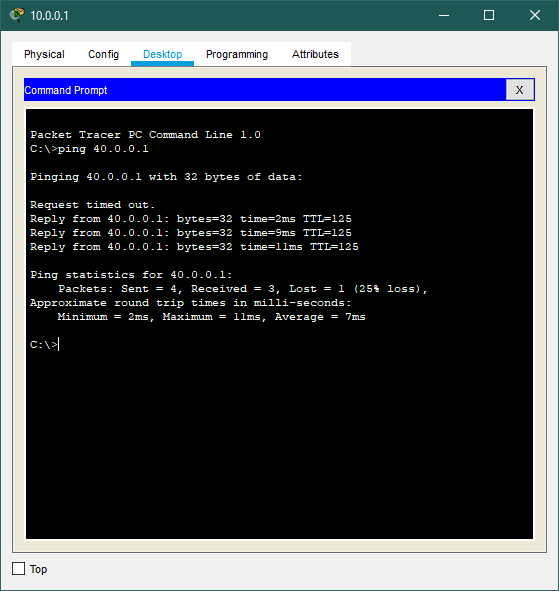 10.0.0.1
Physical Config Desktop Programming Attributes
Command Prompt X
Packet Tracer PC Command Line 1.0
C:\>ping 40.0.0.1
Pinging 40.0.0.1 with 32 bytes of data:
Request timed out.
Reply from 40.0.0.1: bytes=32 time=2ms TTL=125
Reply from 40.0.0.1: bytes=32 time=9ms TTL=125
Reply from 40.0.0.1: bytes=32 time=11ms TTL=125
Ping statistics for 40.0.0.1:
Packets: Sent = 4, Received = 3, Lost = 1 (25% loss),
Approximate round trip times in milli-seconds:
Minimum = 2ms, Maximum = 11ms, Average = 7ms
C:\>
Top